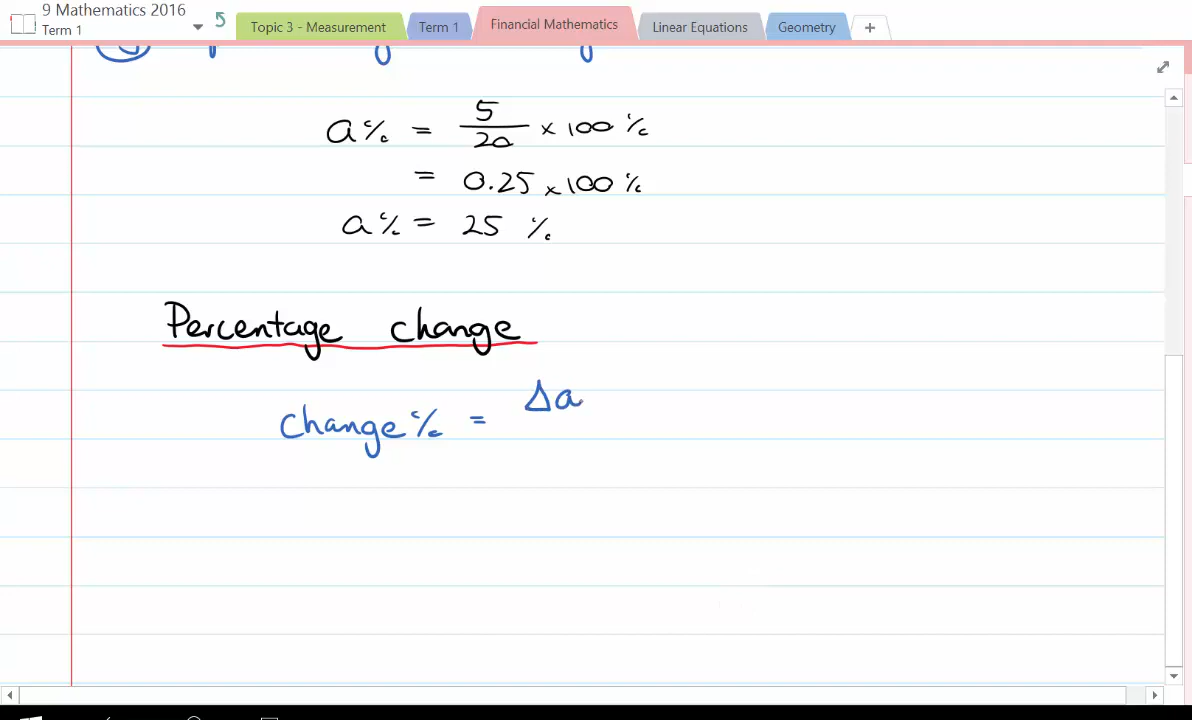 9 Mathematics 2016
Term 1
Topic 3 - Measurement
Term 1
Financial Mathematics
Linear Equations
Geometry
+
a% = 5/20 × 100 %
= 0.25 × 100 %
a% = 25 %
Percentage change
change % = Δa